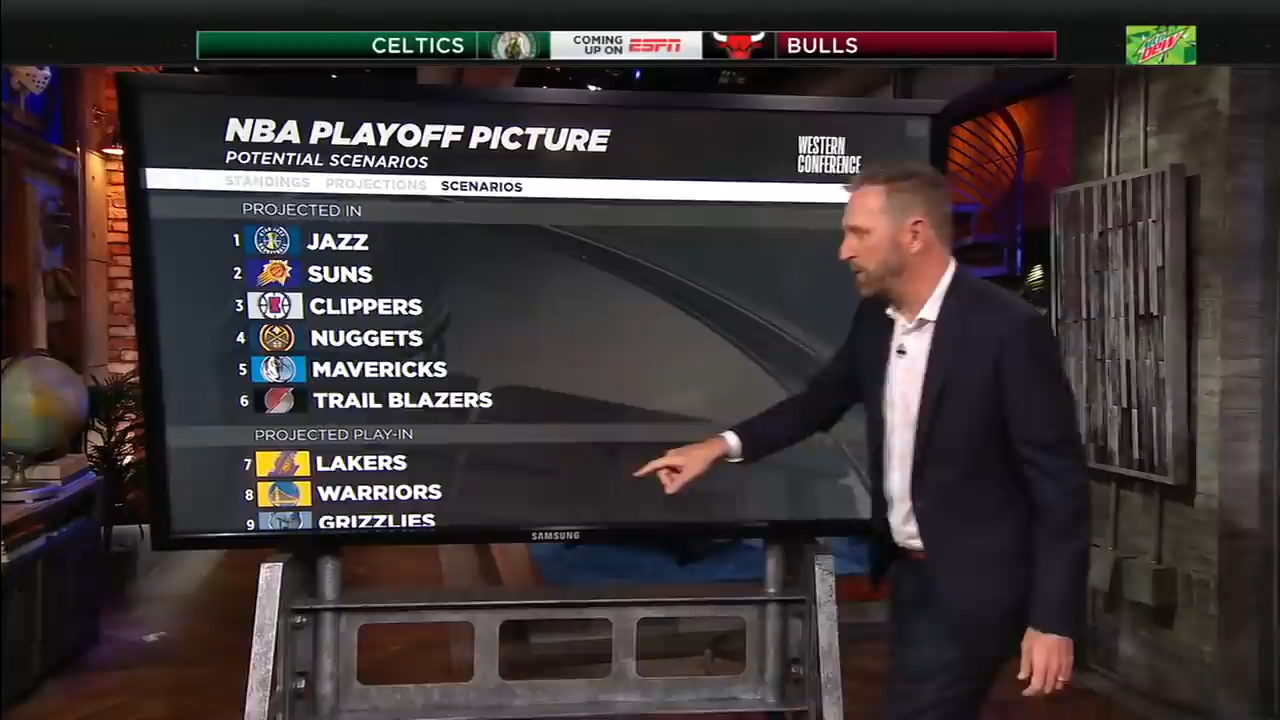 CELTICS
COMING
UP ON ESPN
BULLS
NBA PLAYOFF PICTURE
POTENTIAL SCENARIOS
WESTERN
CONFERENCE
STANDINGS PROJECTIONS SCENARIOS
PROJECTED IN
1 JAZZ
2 SUNS
3 CLIPPERS
4 NUGGETS
5 MAVERICKS
6 TRAIL BLAZERS
PROJECTED PLAY-IN
7 LAKERS
8 WARRIORS
9 GRIZZLIES
SAMSUNG